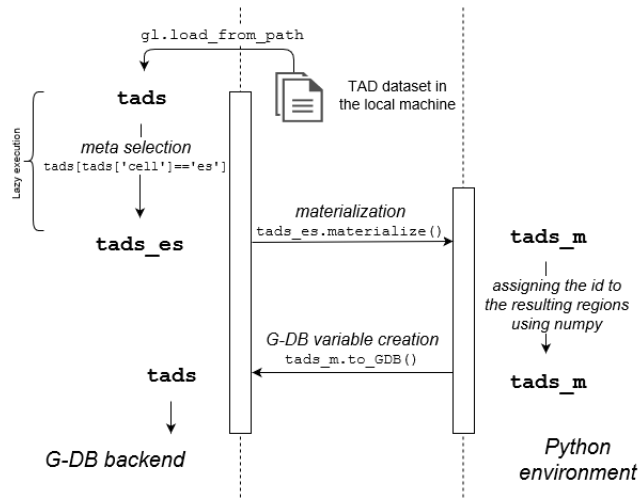 gl.load_from_path
TAD dataset in
the local machine
tads
Lazy execution
meta selection
tads[tads['cell']=='es']
tads_es
materialization
tads_es.materialize()
tads_m
assigning the id to
the resulting regions
using numpy
G-DB variable creation
tads_m.to_GDB()
tads
tads_m
G-DB backend
Python
environment